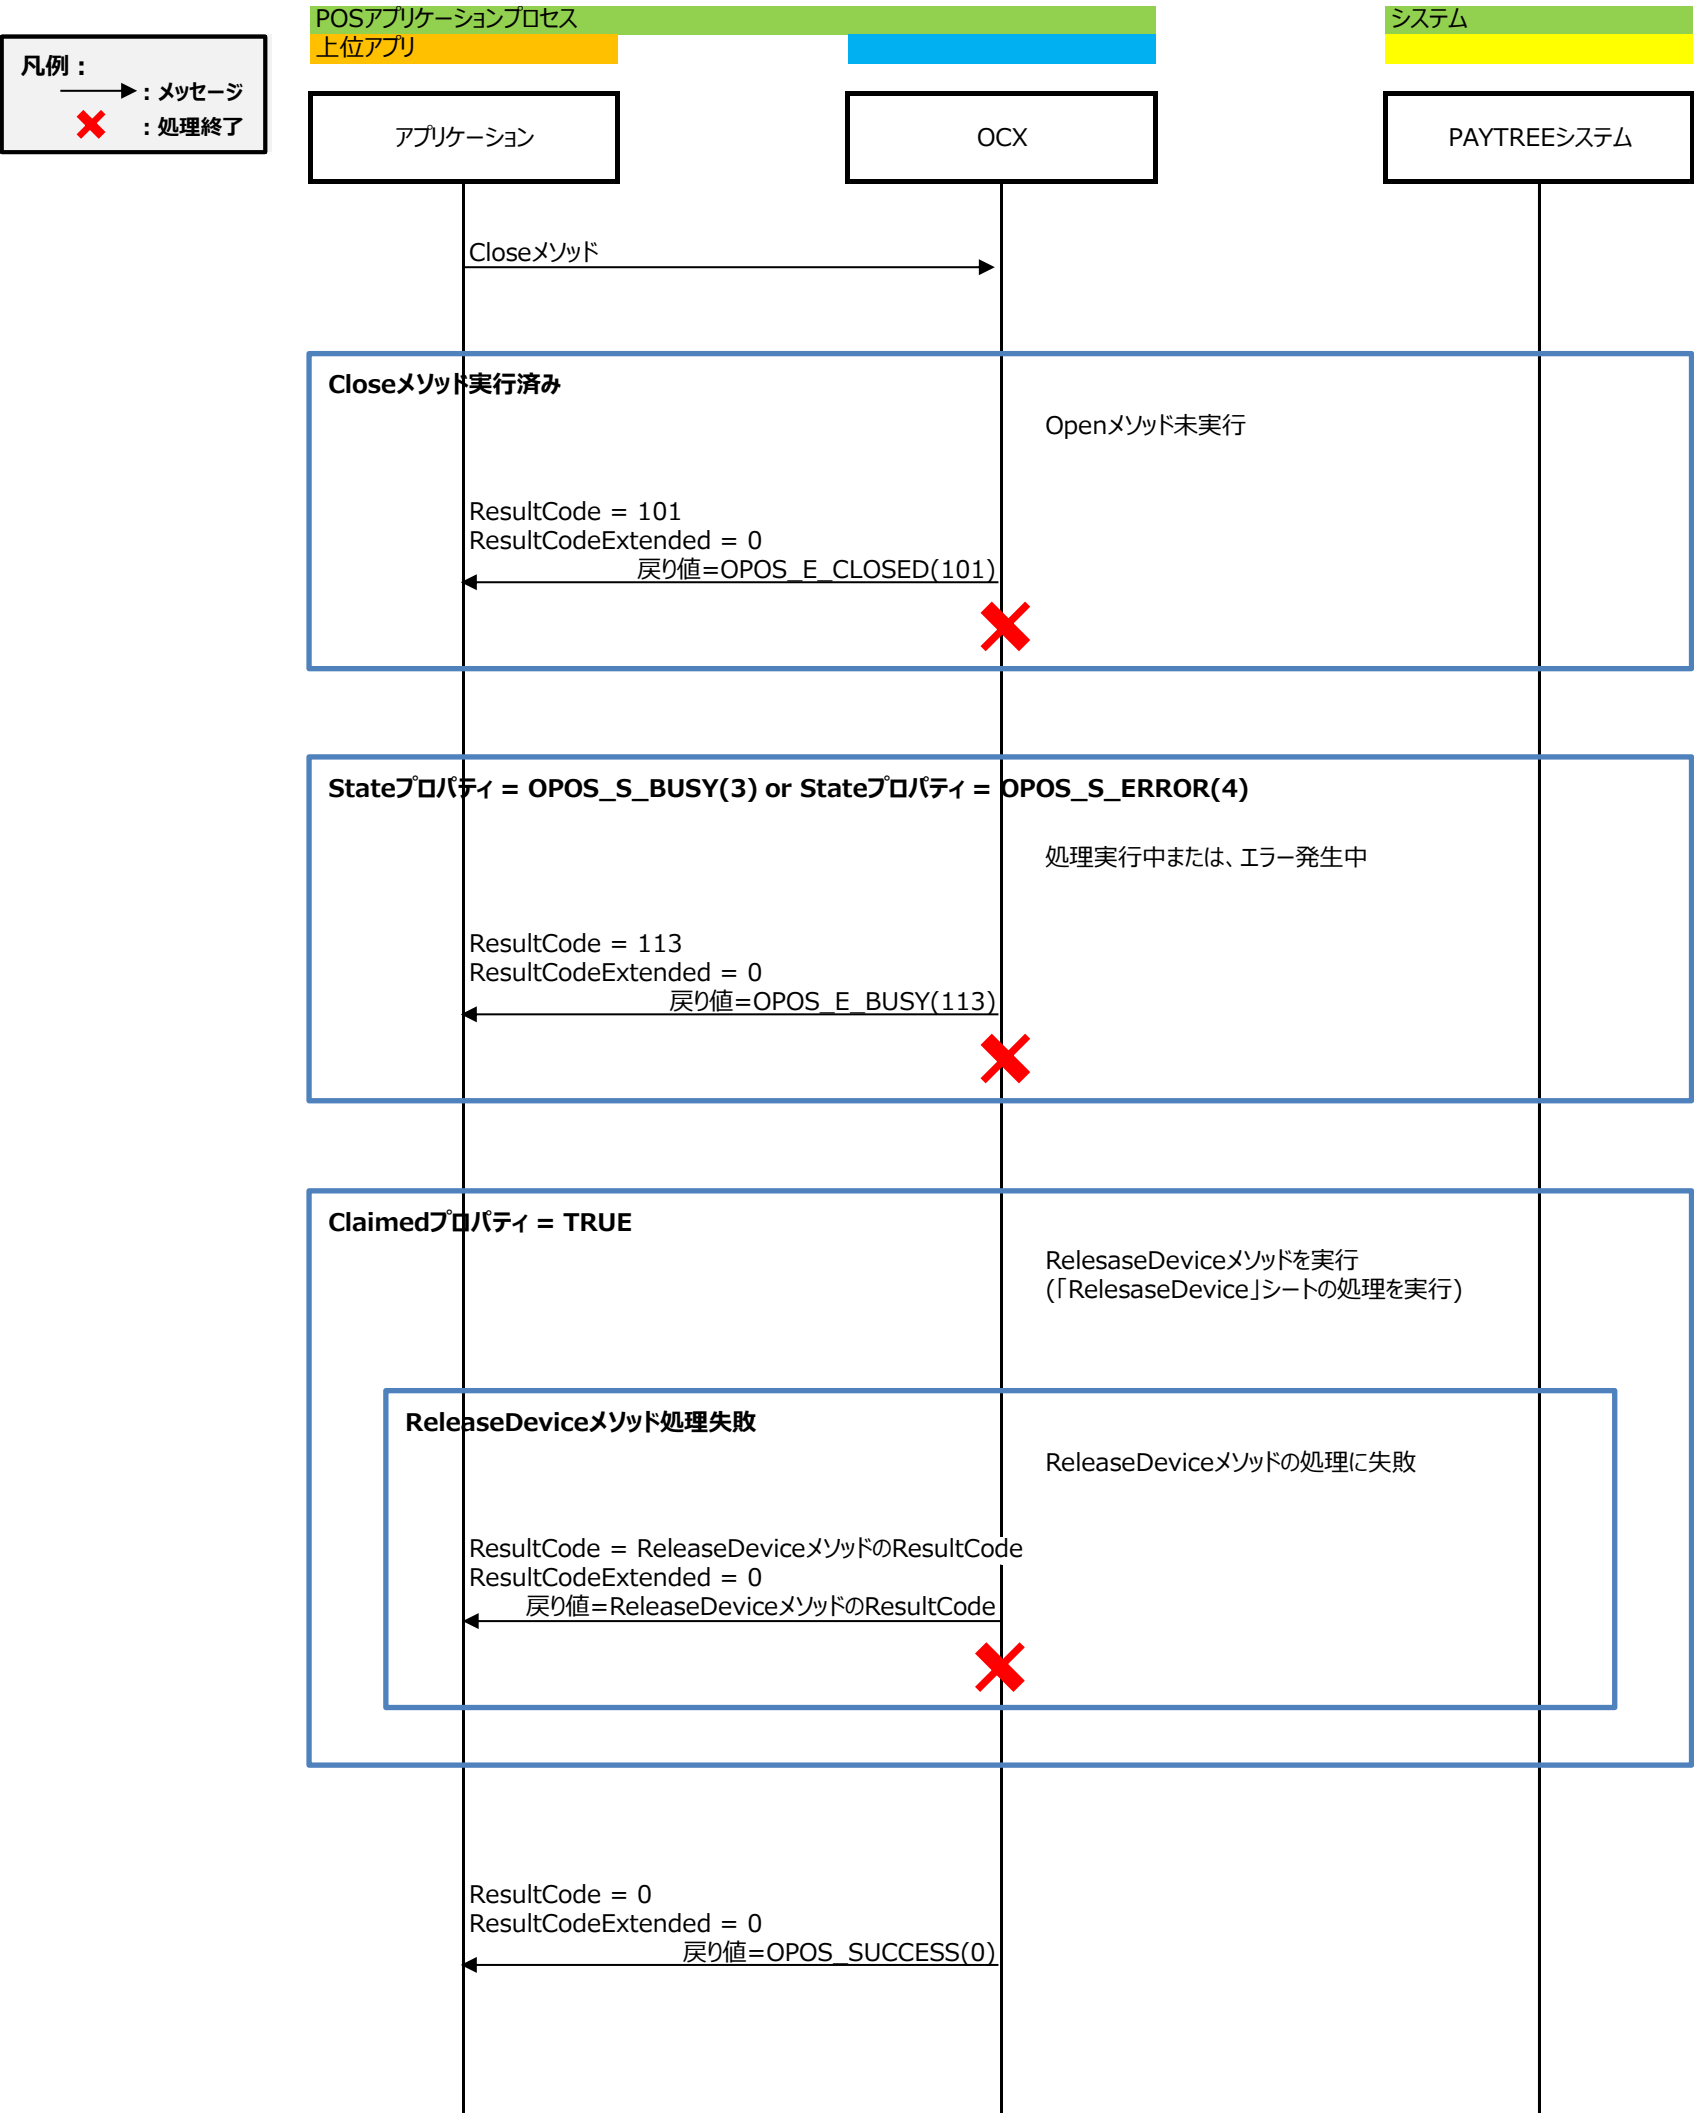 POSアプリケーションプロセス
システム
上位アプリ
凡例：
：メッセージ
：処理終了
アプリケーション
OCX
PAYTREEシステム
Closeメソッド
Closeメソッド実行済み
Openメソッド未実行
ResultCode = 101
ResultCodeExtended = 0
戻り値=OPOS_E_CLOSED(101)
Stateプロパティ = OPOS_S_BUSY(3) or Stateプロパティ = OPOS_S_ERROR(4)
処理実行中または、エラー発生中
ResultCode = 113
ResultCodeExtended = 0
戻り値=OPOS_E_BUSY(113)
Claimedプロパティ = TRUE
RelesaseDeviceメソッドを実行
(「RelesaseDevice」シートの処理を実行)
ReleaseDeviceメソッド処理失敗
ReleaseDeviceメソッドの処理に失敗
ResultCode = ReleaseDeviceメソッドのResultCode
ResultCodeExtended = 0
戻り値=ReleaseDeviceメソッドのResultCode
ResultCode = 0
ResultCodeExtended = 0
戻り値=OPOS_SUCCESS(0)